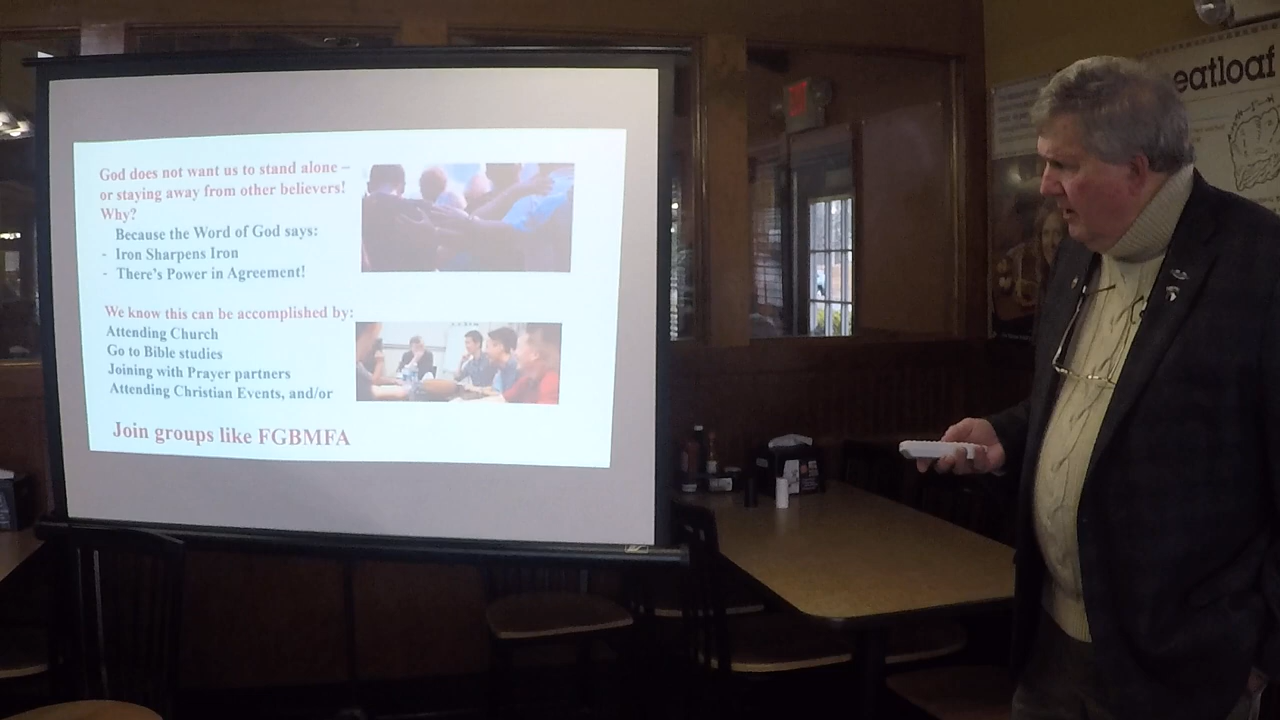 God does not want us to stand alone –
or staying away from other believers!
Why?
Because the Word of God says:
- Iron Sharpens Iron
- There's Power in Agreement!
We know this can be accomplished by:
Attending Church
Go to Bible studies
Joining with Prayer partners
Attending Christian Events, and/or
Join groups like FGBMFA
eatloaf